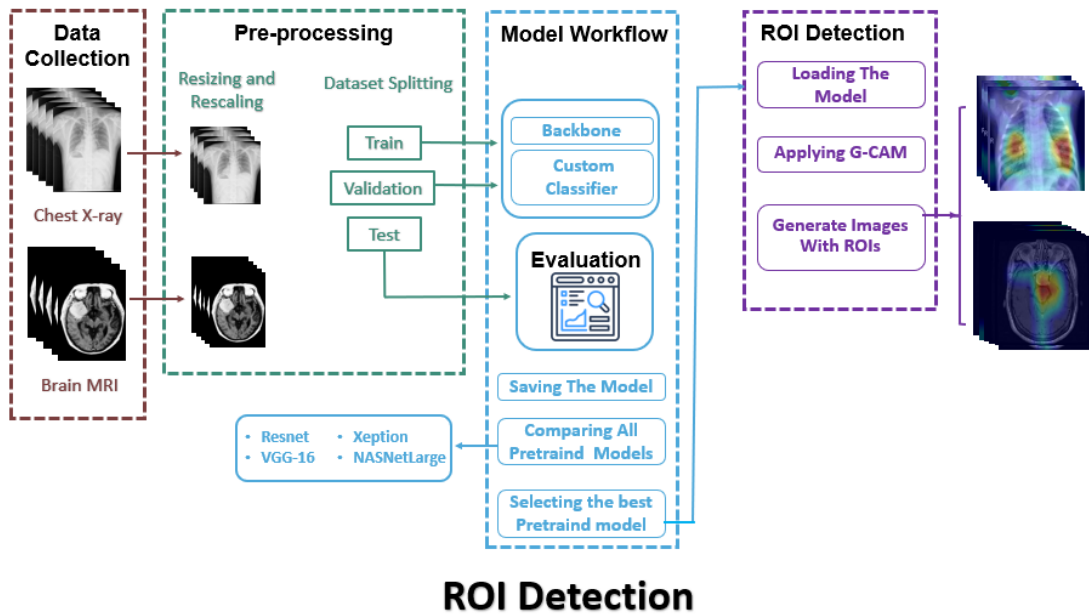 Data
Collection
Chest X-ray
Brain MRI
Pre-processing
Resizing and
Rescaling
Dataset Splitting
Train
Validation
Test
Model Workflow
Backbone
Custom
Classifier
Evaluation
Saving The Model
Comparing All
Pretraind Models
• Resnet
• VGG-16
• Xeption
• NASNetLarge
Selecting the best
Pretraind model
ROI Detection
Loading The
Model
Applying G-CAM
Generate Images
With ROIs
ROI Detection